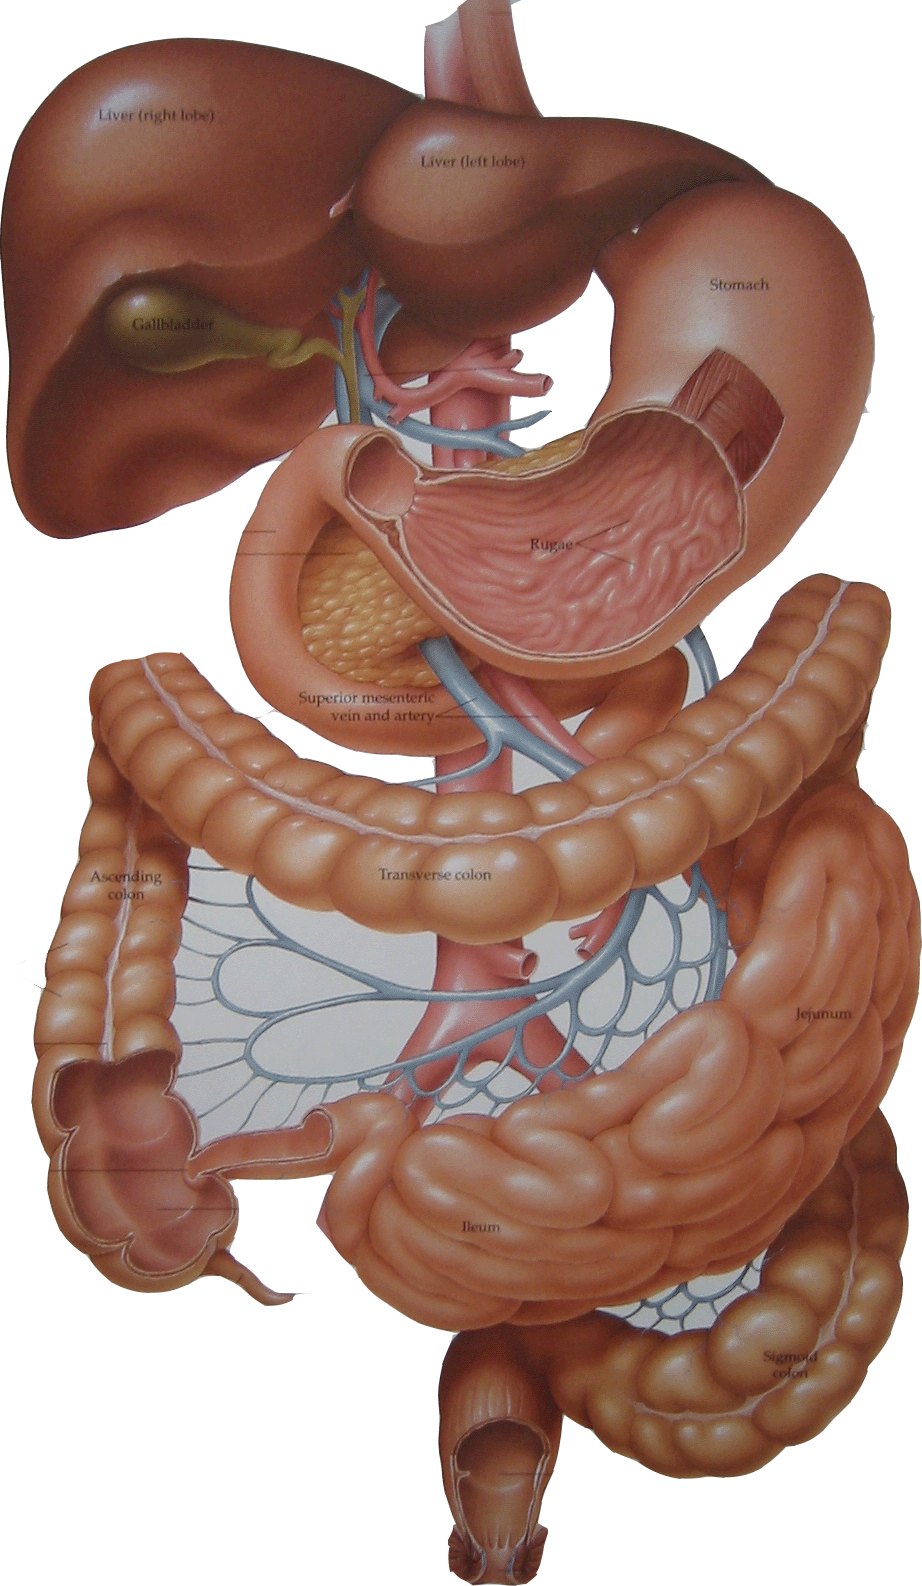 Liver (right lobe)
Liver (left lobe)
Stomach
Gallbladder
Rugae
Superior mesenteric
vein and artery
Ascending
colon
Transverse colon
Jejunum
Ileum
Sigmoid
colon